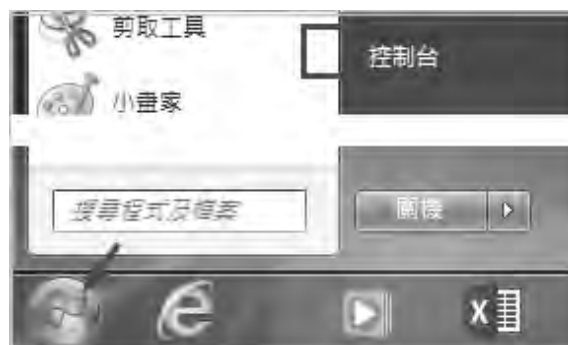 剪取工具
控制台
小畫家
搜尋程式及檔案
關機